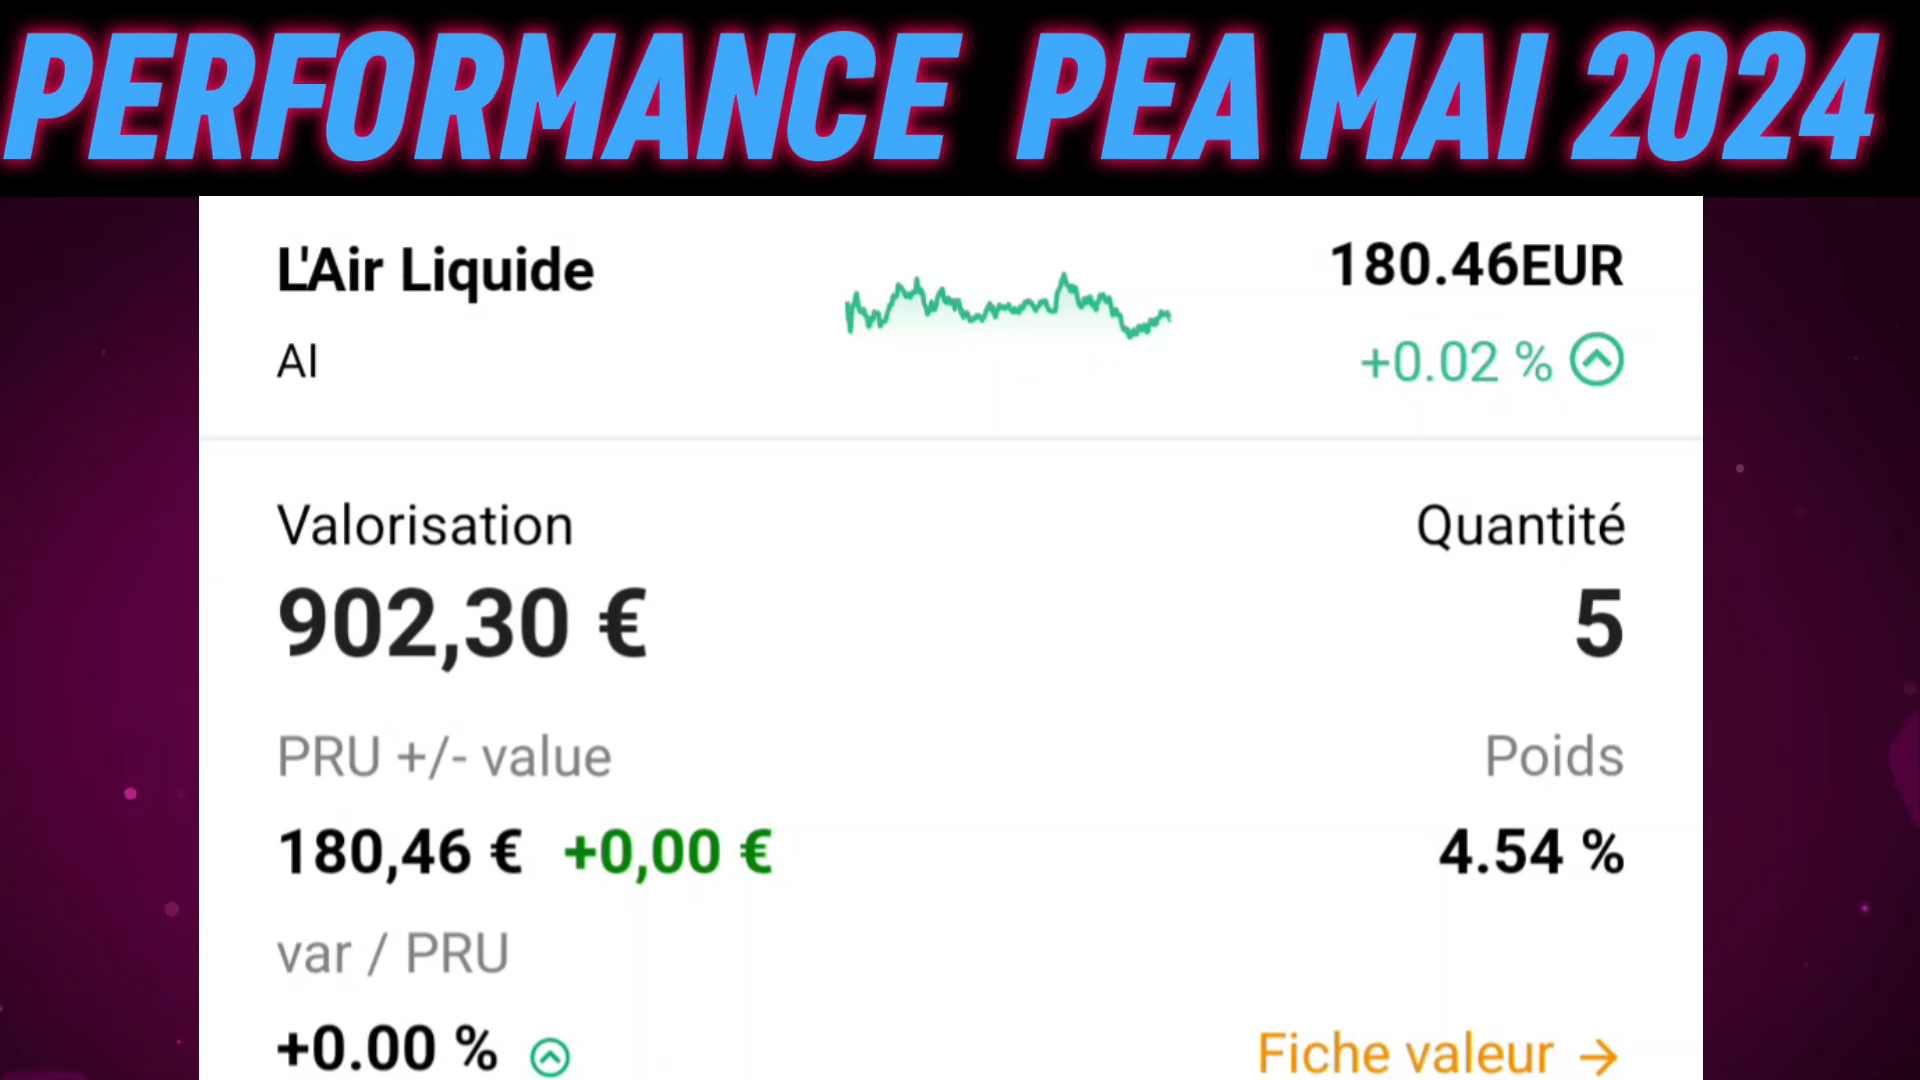 PERFORMANCE PEA MAI 2024
L'Air Liquide
180.46EUR
AI
+0.02 %
Valorisation
Quantité
902,30 €
5
PRU +/- value
Poids
180,46 € +0,00 €
4.54 %
var / PRU
+0.00 %
Fiche valeur →